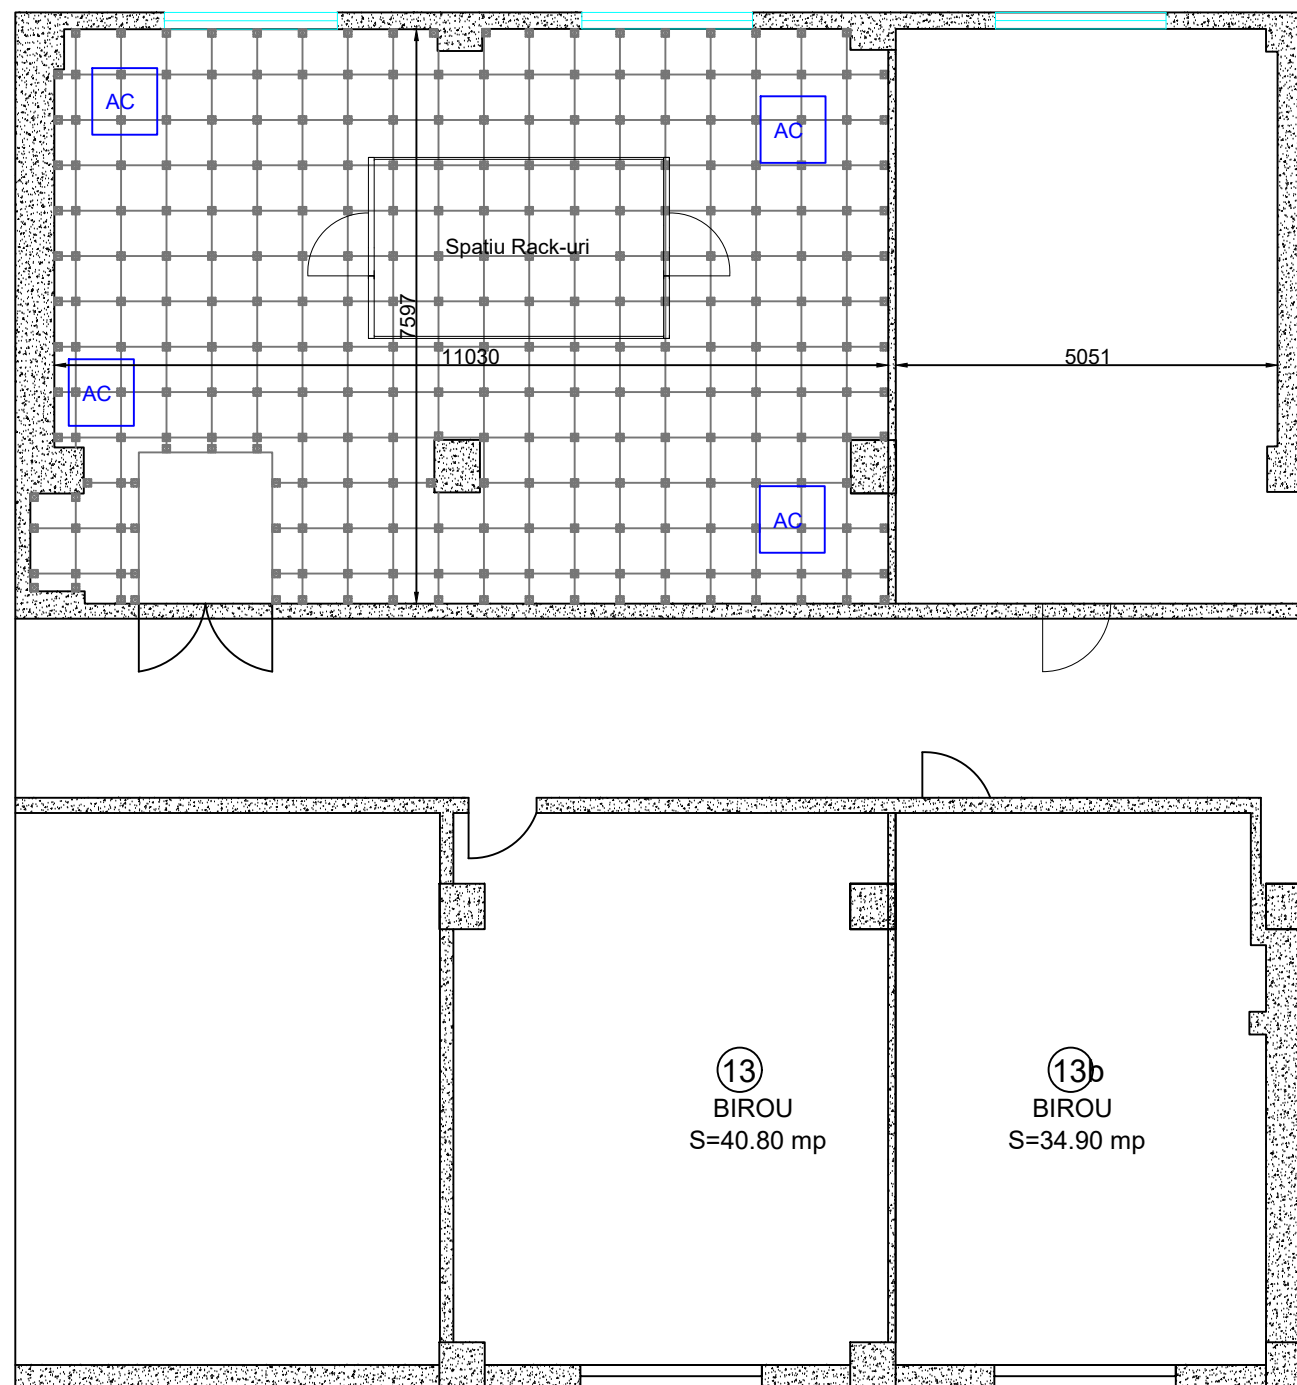 AC
AC
Spatiu Rack-uri
7597
11030
5051
AC
AC
13
BIROU
S=40.80 mp
13b
BIROU
S=34.90 mp